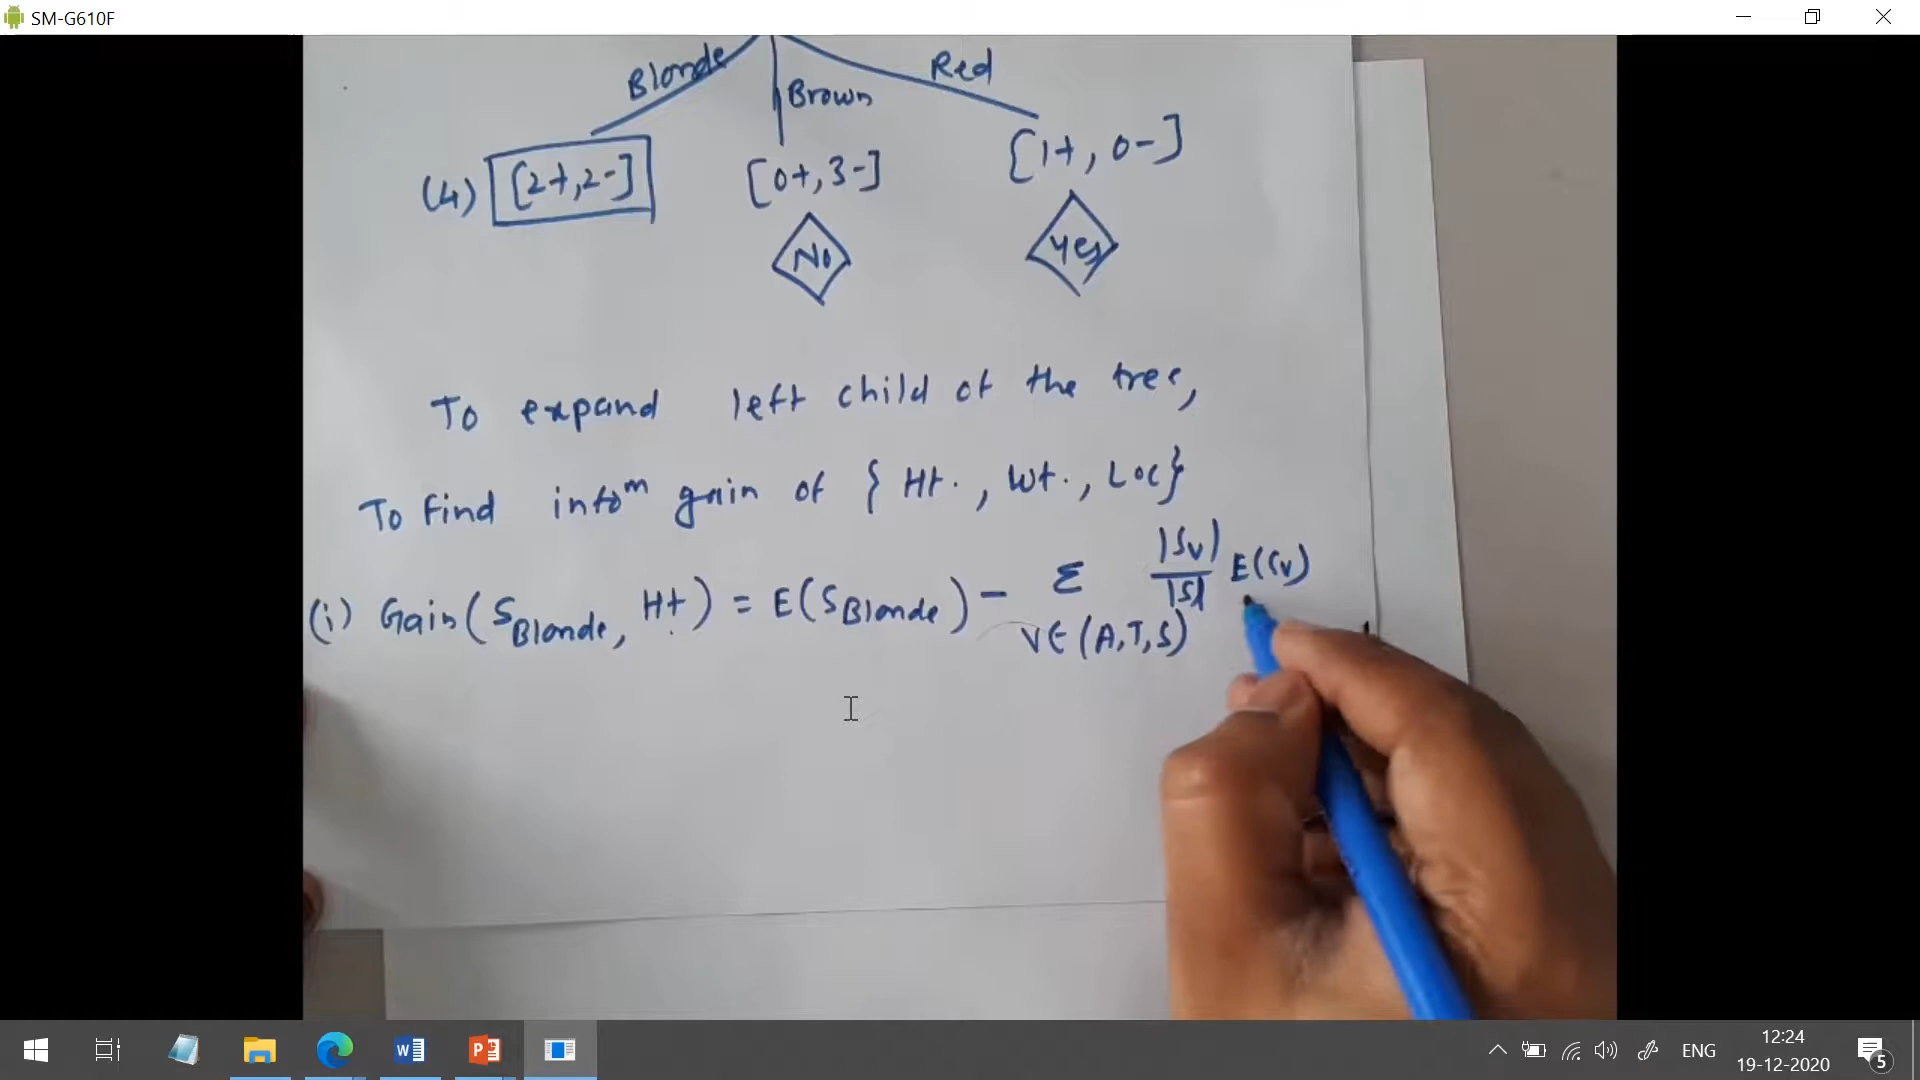 SM-G610F
Blonde Brown Red
(4) [2+,2-] [0+,3-] [1+,0-]
No Yes
To expand left child of the tree,
To find infoᵐ gain of { Ht., Wt., Loc}
(i) Gain(S_Blonde, Ht) = E(S_Blonde) - Σ |Sv|/|S| E(Sv)
v∈(A,T,S)
ENG
12:24
19-12-2020
5